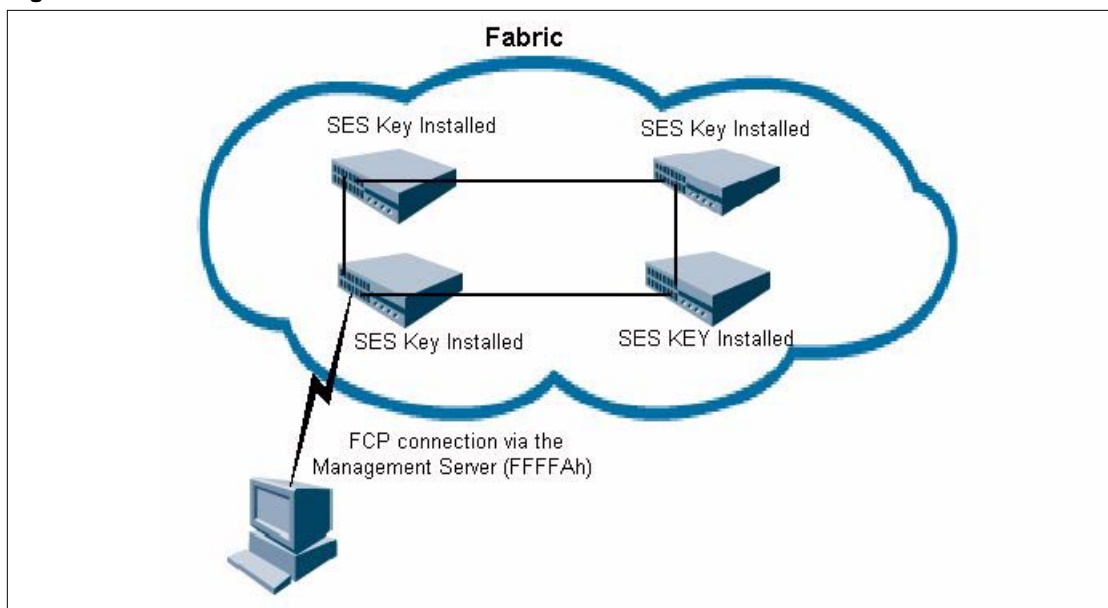 Fabric
SES Key Installed
SES Key Installed
SES Key Installed
SES KEY Installed
FCP connection via the
Management Server (FFFFAh)